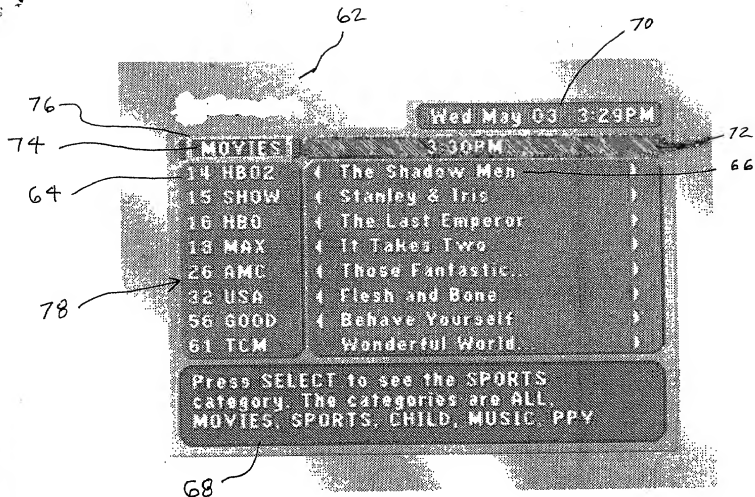 62
70
Wed May 03 3:29PM
76
74
MOVIES 3:30PM
72
64
14 HBO2 The Shadow Men
66
15 SHOW Stanley & Iris
16 HBO The Last Emperor
18 MAX It Takes Two
26 AMC Those Fantastic...
78
32 USA Flesh and Bone
56 GOOD Behave Yourself
61 TCM Wonderful World...
Press SELECT to see the SPORTS
category. The categories are ALL,
MOVIES, SPORTS, CHILD, MUSIC, PPV
68